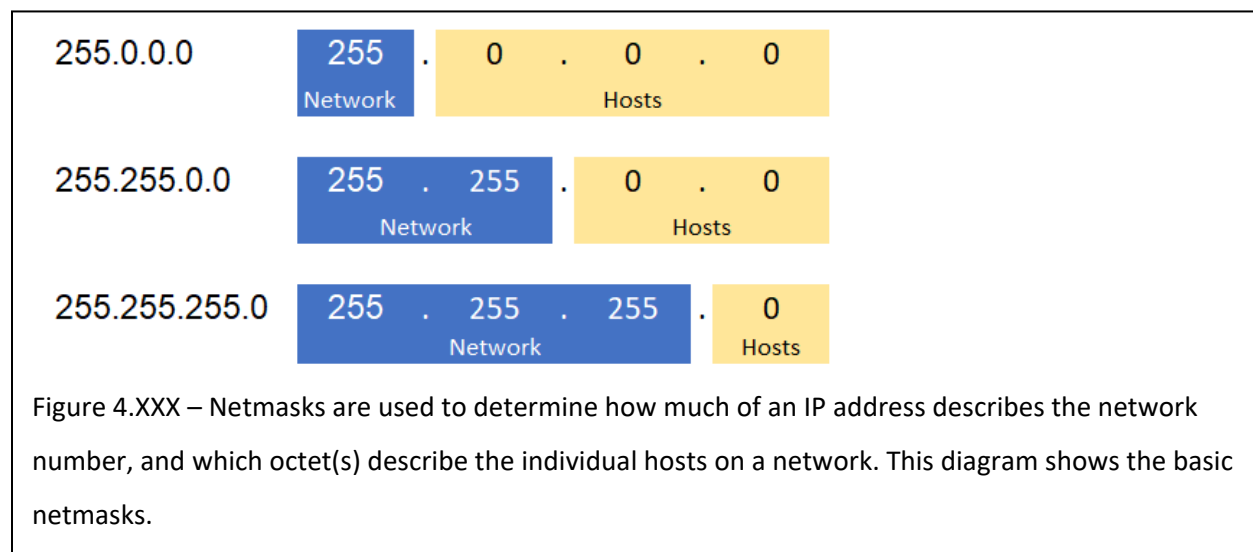 255.0.0.0 255 . 0 . 0 . 0
Network Hosts
255.255.0.0 255 . 255 . 0 . 0
Network Hosts
255.255.255.0 255 . 255 . 255 . 0
Network Hosts
Figure 4.XXX – Netmasks are used to determine how much of an IP address describes the network
number, and which octet(s) describe the individual hosts on a network. This diagram shows the basic
netmasks.